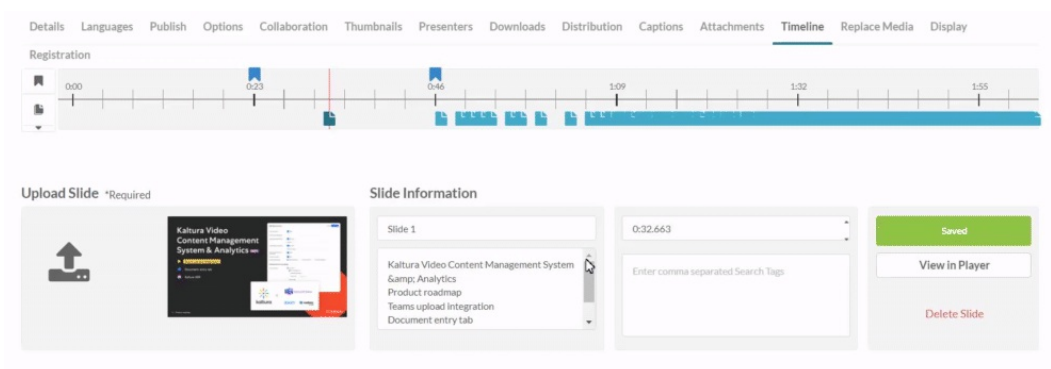 Details Languages Publish Options Collaboration Thumbnails Presenters Downloads Distribution Captions Attachments Timeline Replace Media Display
Registration
0:00 0:23 0:46 1:09 1:32 1:55
Upload Slide *Required
Slide Information
Kaltura Video
Content Management
System & Analytics
kaltura
Slide 1
Kaltura Video Content Management System
&amp; Analytics
Product roadmap
Teams upload integration
Document entry tab
0:32.663
Enter comma separated Search Tags
Saved
View in Player
Delete Slide